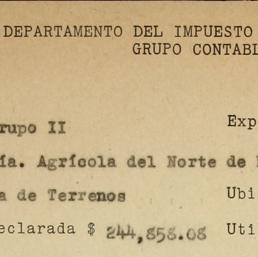 DEPARTAMENTO DEL IMPUESTO
GRUPO CONTABL
rupo II Exp
ía. Agrícola del Norte de
a de Terrenos Ubi
eclarada $ 244,858.08 Uti